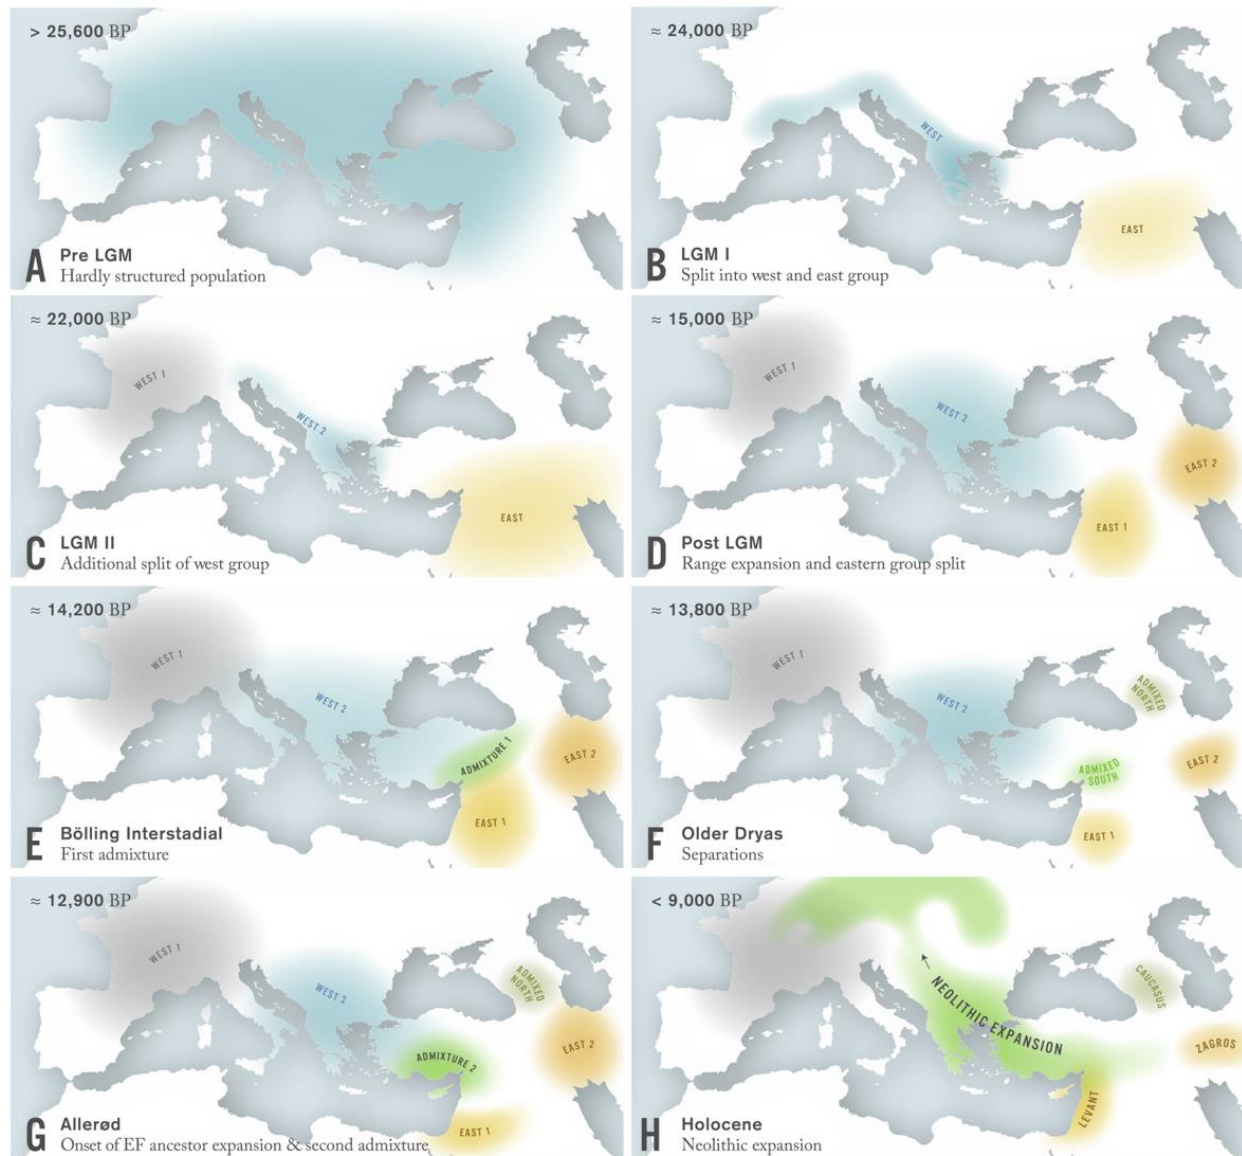 > 25,600 BP
A Pre LGM
Hardly structured population
≈ 24,000 BP
WEST
EAST
B LGM I
Split into west and east group
≈ 22,000 BP
WEST 1
WEST 2
EAST
C LGM II
Additional split of west group
≈ 15,000 BP
WEST 1
WEST 2
EAST 2
EAST 1
D Post LGM
Range expansion and eastern group split
≈ 14,200 BP
WEST 1
WEST 2
ADMIXTURE 1
EAST 2
EAST 1
E Bölling Interstadial
First admixture
≈ 13,800 BP
WEST 1
WEST 2
ADMIXED
NORTH
ADMIXED
SOUTH
EAST 2
EAST 1
F Older Dryas
Separations
≈ 12,900 BP
WEST 1
WEST 2
ADMIXED
NORTH
ADMIXTURE 2
EAST 2
EAST 1
G Allerød
Onset of EF ancestor expansion & second admixture
< 9,000 BP
WEST 1
NEOLITHIC EXPANSION
CAUCASUS
ZAGROS
LEVANT
H Holocene
Neolithic expansion